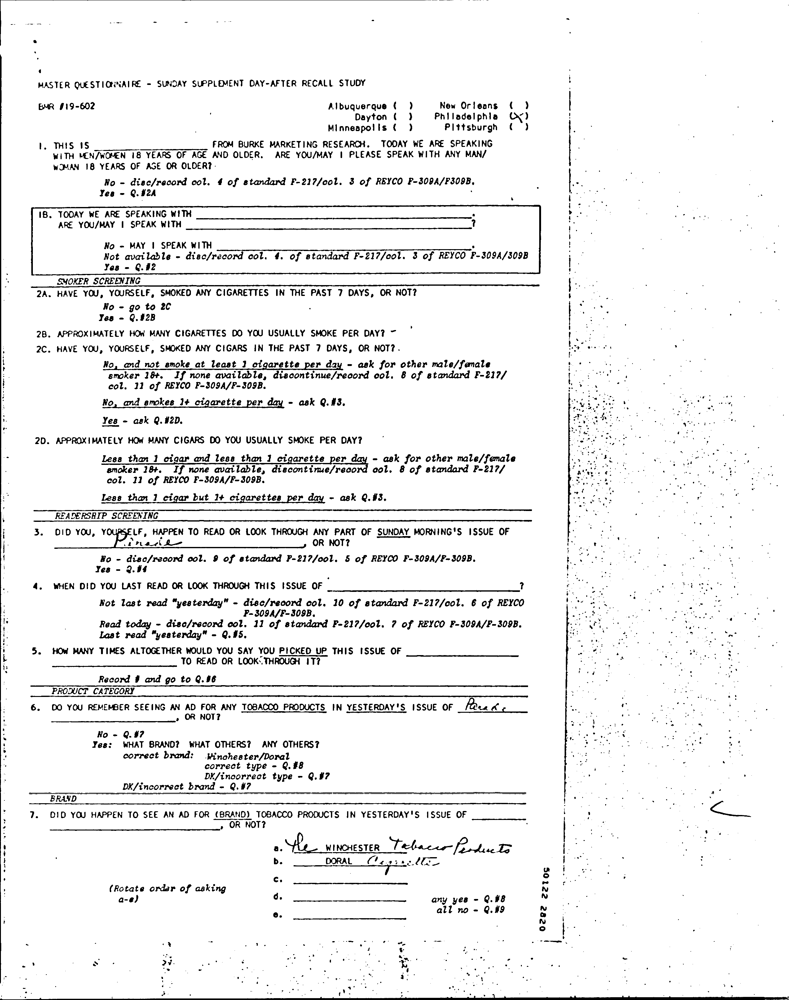 MASTER QUESTIONNAIRE - SUNDAY SUPPLEMENT DAY-AFTER RECALL STUDY
BMR #19-602
Albuquerque ( ) New Orleans ( )
Dayton ( ) Philadelphia (X)
Minneapolis ( ) Pittsburgh ( )
1. THIS IS ____ FROM BURKE MARKETING RESEARCH. TODAY WE ARE SPEAKING
WITH MEN/WOMEN 18 YEARS OF AGE AND OLDER. ARE YOU/MAY I PLEASE SPEAK WITH ANY MAN/
WOMAN 18 YEARS OF AGE OR OLDER?
No - disc/record col. 4 of standard F-217/col. 3 of REYCO F-309A/F309B.
Yes - Q.#2A
1B. TODAY WE ARE SPEAKING WITH ____.
ARE YOU/MAY I SPEAK WITH ____?
No - MAY I SPEAK WITH ____.
Not available - disc/record col. 4. of standard F-217/col. 3 of REYCO F-309A/309B
Yes - Q.#2
SMOKER SCREENING
2A. HAVE YOU, YOURSELF, SMOKED ANY CIGARETTES IN THE PAST 7 DAYS, OR NOT?
No - go to 2C
Yes - Q.#2B
2B. APPROXIMATELY HOW MANY CIGARETTES DO YOU USUALLY SMOKE PER DAY?
2C. HAVE YOU, YOURSELF, SMOKED ANY CIGARS IN THE PAST 7 DAYS, OR NOT?
No, and not smoke at least 1 cigarette per day - ask for other male/female
smoker 18+. If none available, discontinue/record col. 8 of standard F-217/
col. 11 of REYCO F-309A/F-309B.
No, and smokes 1+ cigarette per day - ask Q.#3.
Yes - ask Q.#2D.
2D. APPROXIMATELY HOW MANY CIGARS DO YOU USUALLY SMOKE PER DAY?
Less than 1 cigar and less than 1 cigarette per day - ask for other male/female
smoker 18+. If none available, discontinue/record col. 8 of standard F-217/
col. 11 of REYCO F-309A/F-309B.
Less than 1 cigar but 1+ cigarettes per day - ask Q.#3.
READERSHIP SCREENING
3. DID YOU, YOURSELF, HAPPEN TO READ OR LOOK THROUGH ANY PART OF SUNDAY MORNING'S ISSUE OF
____, OR NOT?
No - disc/record col. 9 of standard F-217/col. 5 of REYCO F-309A/F-309B.
Yes - Q.#4
4. WHEN DID YOU LAST READ OR LOOK THROUGH THIS ISSUE OF ____?
Not last read "yesterday" - disc/record col. 10 of standard F-217/col. 6 of REYCO
F-309A/F-309B.
Read today - disc/record col. 11 of standard F-217/col. 7 of REYCO F-309A/F-309B.
Last read "yesterday" - Q.#5.
5. HOW MANY TIMES ALTOGETHER WOULD YOU SAY YOU PICKED UP THIS ISSUE OF
____ TO READ OR LOOK THROUGH IT?
Record # and go to Q.#6
PRODUCT CATEGORY
6. DO YOU REMEMBER SEEING AN AD FOR ANY TOBACCO PRODUCTS IN YESTERDAY'S ISSUE OF Parade
____, OR NOT?
No - Q.#7
Yes: WHAT BRAND? WHAT OTHERS? ANY OTHERS?
correct brand: Winchester/Doral
correct type - Q.#8
DK/incorrect type - Q.#7
DK/incorrect brand - Q.#7
BRAND
7. DID YOU HAPPEN TO SEE AN AD FOR (BRAND) TOBACCO PRODUCTS IN YESTERDAY'S ISSUE OF ____
____, OR NOT?
a. The WINCHESTER Tobacco Products
b. DORAL Cigarettes
c. ____
(Rotate order of asking
a-e)
d. ____ any yes - Q.#8
e. ____ all no - Q.#9
50122 2820